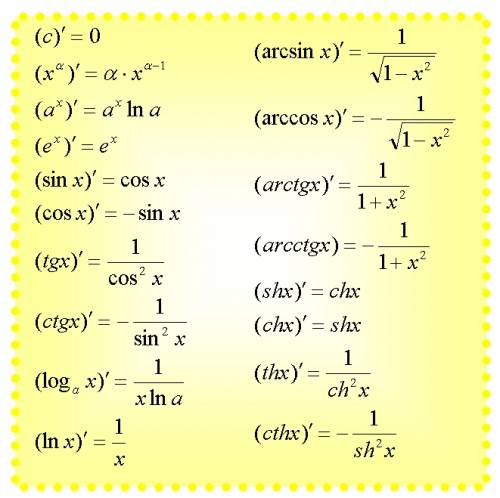 (c)′ = 0
(x^α)′ = α · x^(α−1)
(a^x)′ = a^x ln a
(e^x)′ = e^x
(sin x)′ = cos x
(cos x)′ = −sin x
(tgx)′ = 1/cos² x
(ctgx)′ = −1/sin² x
(log_a x)′ = 1/(x ln a)
(ln x)′ = 1/x
(arcsin x)′ = 1/√(1−x²)
(arccos x)′ = −1/√(1−x²)
(arctgx)′ = 1/(1+x²)
(arcctgx) = −1/(1+x²)
(shx)′ = chx
(chx)′ = shx
(thx)′ = 1/ch²x
(cthx)′ = −1/sh²x